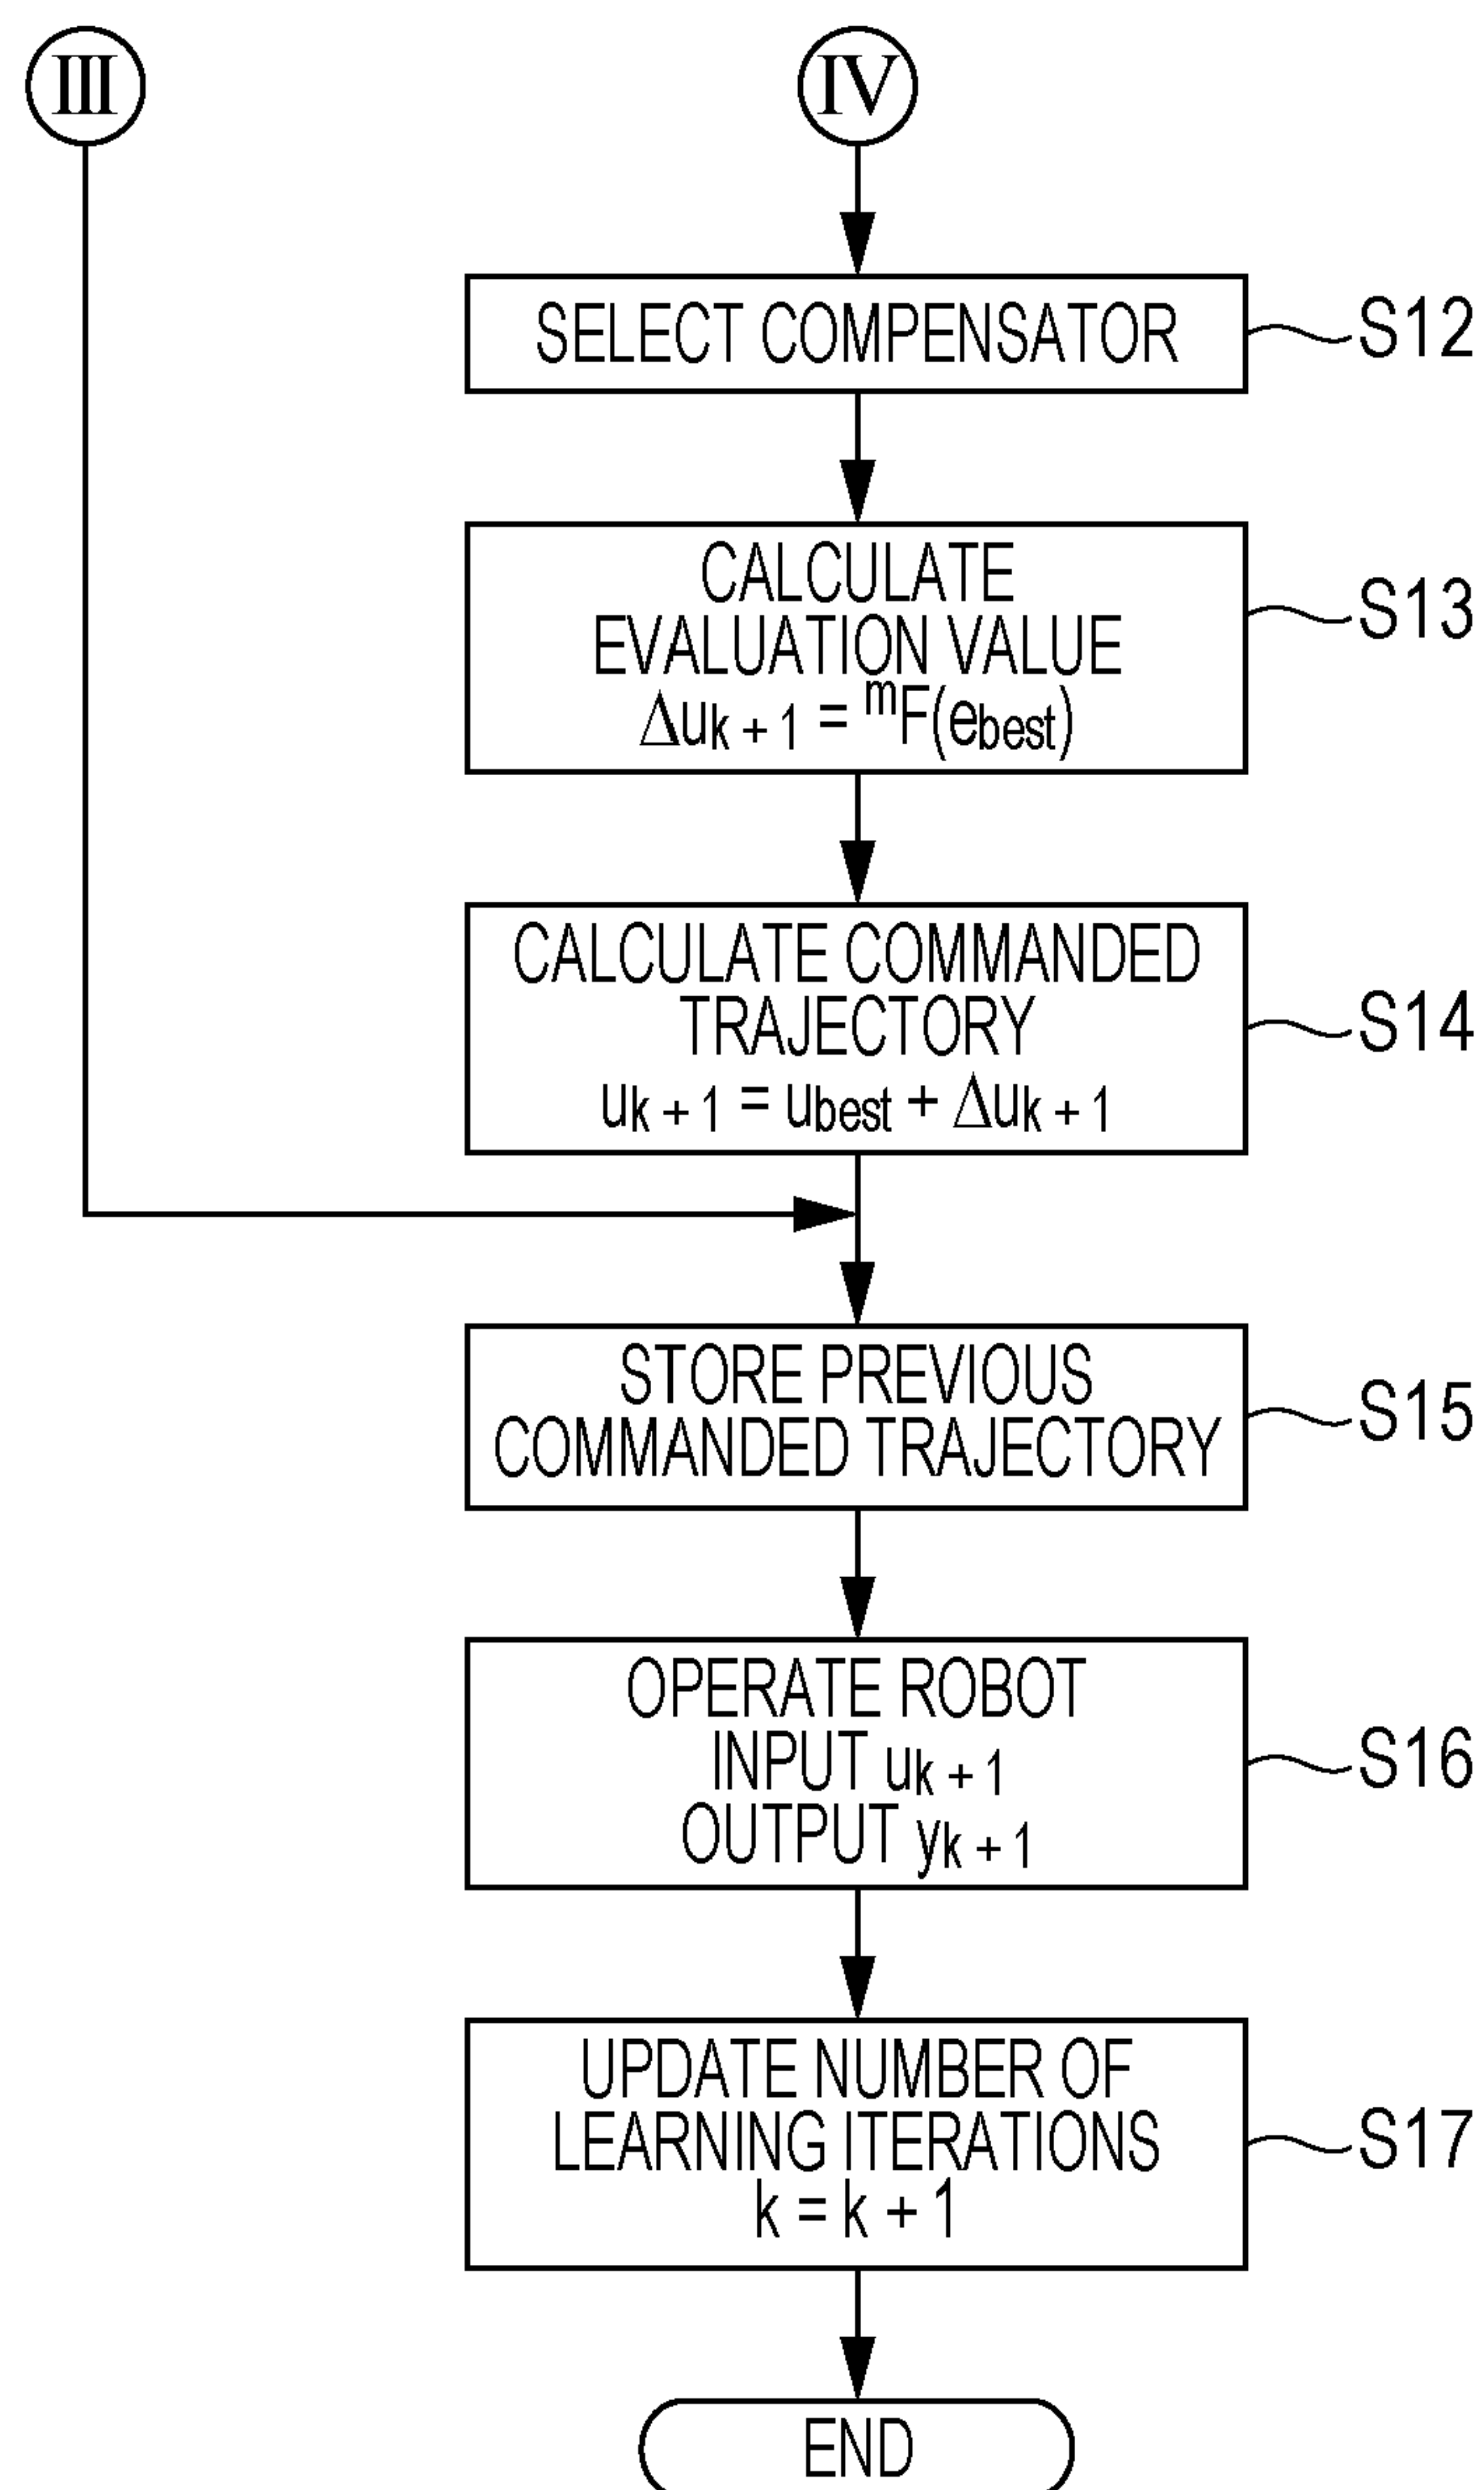 III
IV
SELECT COMPENSATOR
S12
CALCULATE
EVALUATION VALUE
Δuk + 1 = mF(ebest)
S13
CALCULATE COMMANDED
TRAJECTORY
uk + 1 = ubest + Δuk + 1
S14
STORE PREVIOUS
COMMANDED TRAJECTORY
S15
OPERATE ROBOT
INPUT uk + 1
OUTPUT yk + 1
S16
UPDATE NUMBER OF
LEARNING ITERATIONS
k = k + 1
S17
END